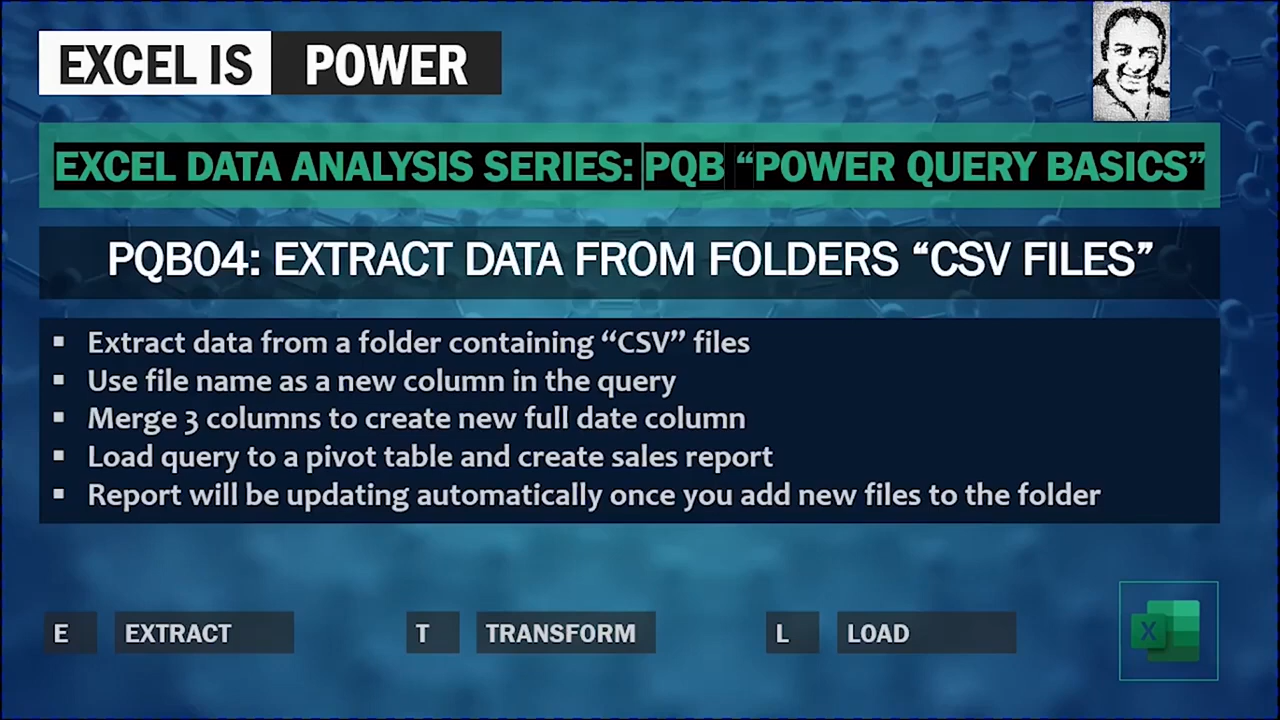 EXCEL IS POWER
EXCEL DATA ANALYSIS SERIES: PQB “POWER QUERY BASICS”
PQB04: EXTRACT DATA FROM FOLDERS “CSV FILES”
▪ Extract data from a folder containing “CSV” files
▪ Use file name as a new column in the query
▪ Merge 3 columns to create new full date column
▪ Load query to a pivot table and create sales report
▪ Report will be updating automatically once you add new files to the folder
E EXTRACT T TRANSFORM L LOAD
X